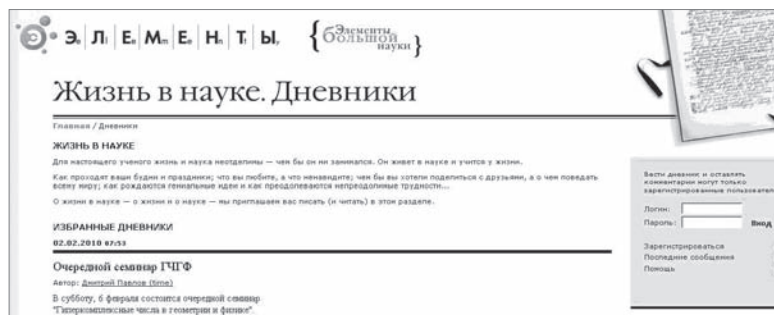 Э. Л. Е. М. Е. Н. Т. Ы. {Элементы большой науки}
Жизнь в науке. Дневники
Главная / Дневники
ЖИЗНЬ В НАУКЕ
Для настоящего ученого жизнь и наука неотделимы — чем бы он ни занимался. Он живет в науке и учится у жизни.
Как проходят ваши будни и праздники; что вы любите, а что ненавидите; чем бы вы хотели поделиться с друзьями, а о чем поведать
всему миру; как рождаются гениальные идеи и как преодолеваются непреодолимые трудности...
О жизни в науке — о жизни и о науке — мы приглашаем вас писать (и читать) в этом разделе.
ИЗБРАННЫЕ ДНЕВНИКИ
02.02.2010 07:53
Очередной семинар ГЧГФ
Автор: Дмитрий Павлов (time)
В субботу, 6 февраля состоится очередной семинар
"Гиперкомплексные числа в геометрии и физике".
Вести дневник и оставлять
комментарии могут только
зарегистрированные пользователи
Логин:
Пароль: Вход
Зарегистрироваться
Последние сообщения
Помощь